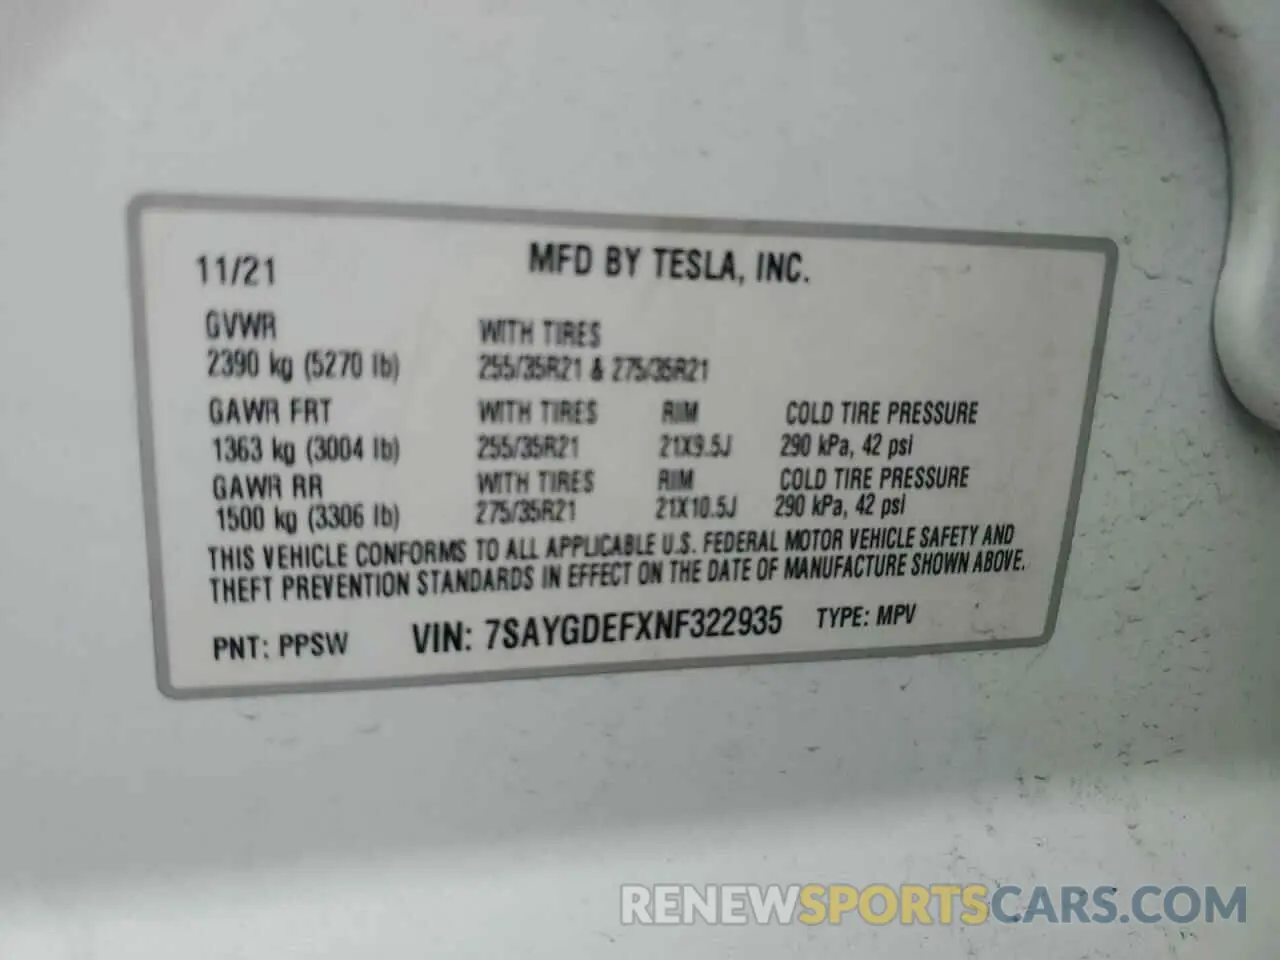 11/21 MFD BY TESLA, INC.
GVWR WITH TIRES
2390 kg (5270 lb) 255/35R21 & 275/35R21
GAWR FRT WITH TIRES RIM COLD TIRE PRESSURE
1363 kg (3004 lb) 255/35R21 21X9.5J 290 kPa, 42 psi
GAWR RR WITH TIRES RIM COLD TIRE PRESSURE
1500 kg (3306 lb) 275/35R21 21X10.5J 290 kPa, 42 psi
THIS VEHICLE CONFORMS TO ALL APPLICABLE U.S. FEDERAL MOTOR VEHICLE SAFETY AND
THEFT PREVENTION STANDARDS IN EFFECT ON THE DATE OF MANUFACTURE SHOWN ABOVE.
PNT: PPSW VIN: 7SAYGDEFXNF322935 TYPE: MPV
RENEWSPORTSCARS.COM